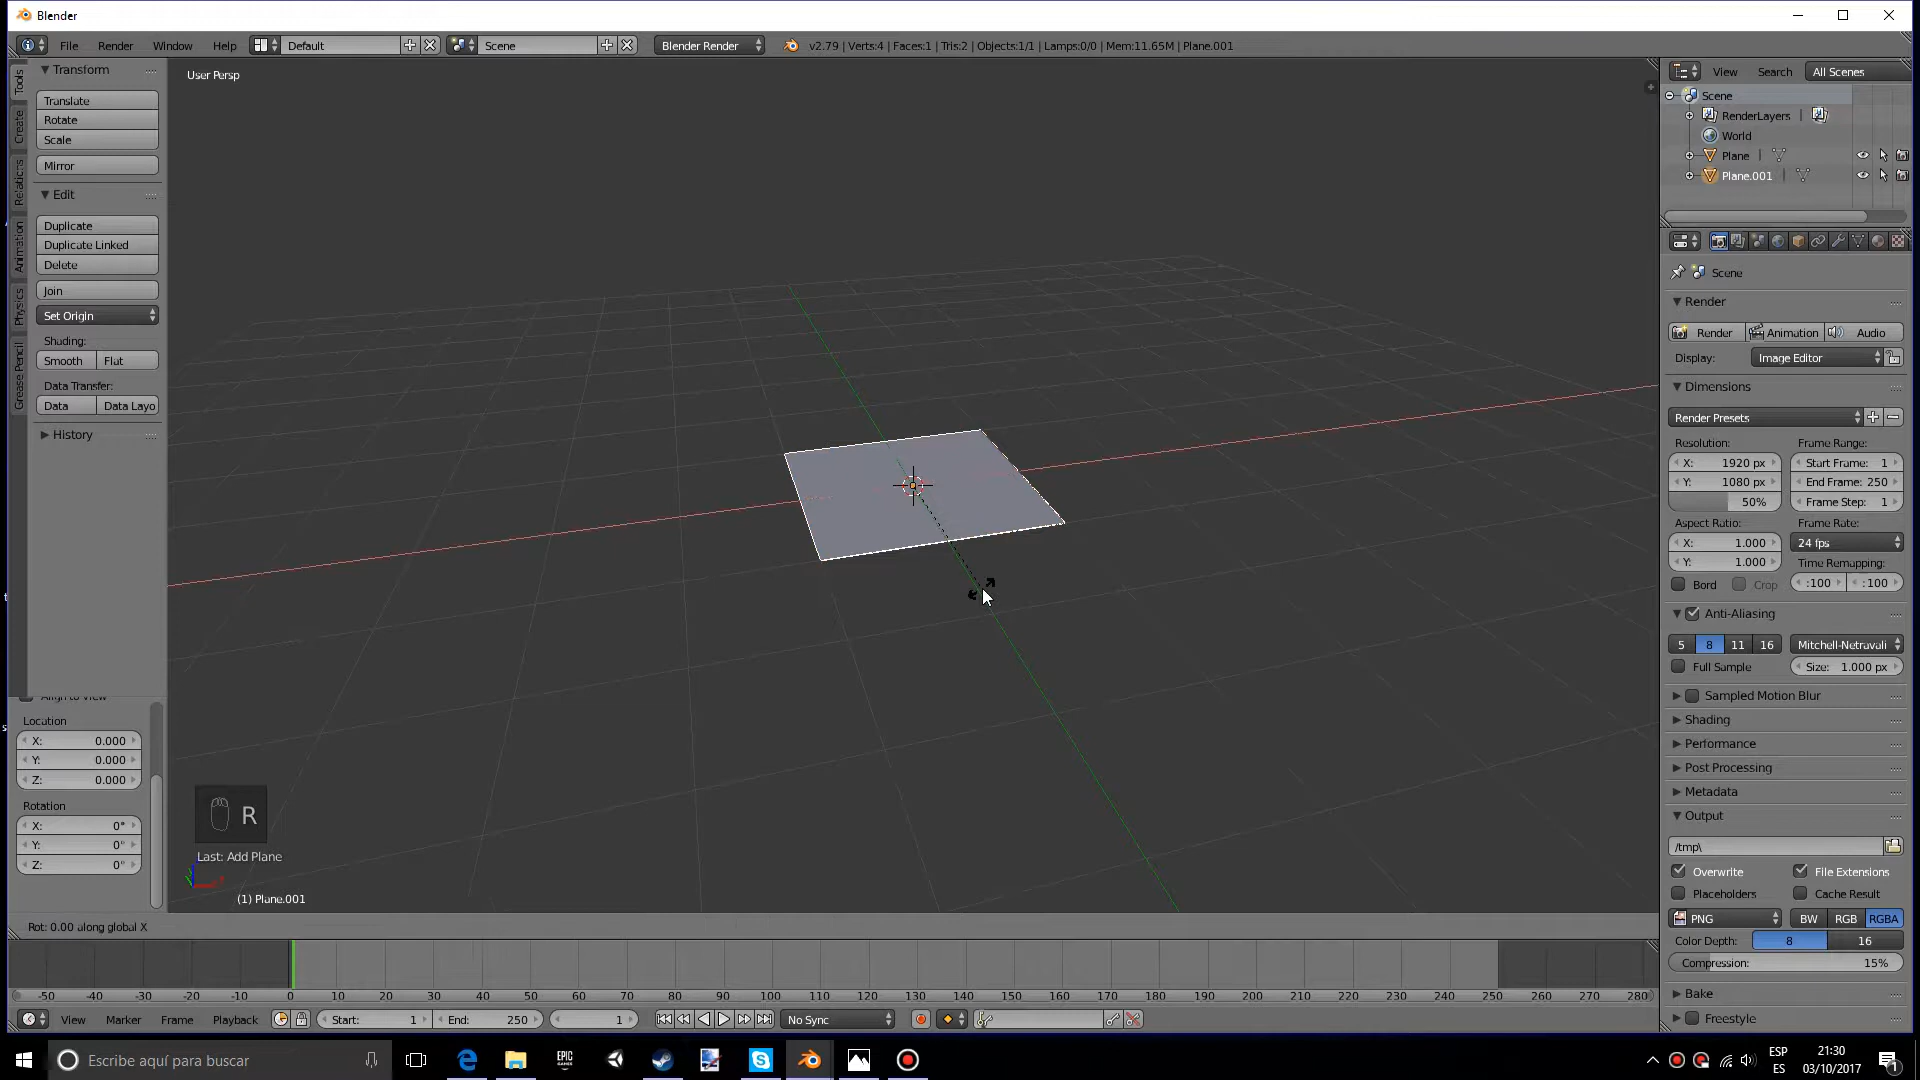 Blender
File Render Window Help Default Scene Blender Render v2.79 | Verts:4 | Faces:1 | Tris:2 | Objects:1/1 | Lamps:0/0 | Mem:11.65M | Plane.001
Tools
Create
Relations
Animation
Physics
Grease Pencil
Transform
Translate
Rotate
Scale
Mirror
Edit
Duplicate
Duplicate Linked
Delete
Join
Set Origin
Shading:
Smooth Flat
Data Transfer:
Data Data Layo
History
Align to View
Location
X: 0.000
Y: 0.000
Z: 0.000
Rotation
X: 0°
Y: 0°
Z: 0°
User Persp
R
Last: Add Plane
(1) Plane.001
Rot: 0.00 along global X
View Search All Scenes
Scene
RenderLayers
World
Plane
Plane.001
Scene
Render
Render Animation Audio
Display: Image Editor
Dimensions
Render Presets
Resolution: Frame Range:
X: 1920 px Start Frame: 1
Y: 1080 px End Frame: 250
50% Frame Step: 1
Aspect Ratio: Frame Rate:
X: 1.000 24 fps
Y: 1.000 Time Remapping:
Bord Crop :100 :100
Anti-Aliasing
5 8 11 16 Mitchell-Netravali
Full Sample Size: 1.000 px
Sampled Motion Blur
Shading
Performance
Post Processing
Metadata
Output
/tmp\
Overwrite File Extensions
Placeholders Cache Result
PNG BW RGB RGBA
Color Depth: 8 16
Compression: 15%
Bake
Freestyle
-50 -40 -30 -20 -10 0 10 20 30 40 50 60 70 80 90 100 110 120 130 140 150 160 170 180 190 200 210 220 230 240 250 260 270 280
View Marker Frame Playback Start: 1 End: 250 1 No Sync
Escribe aquí para buscar
EPIC GAMES
ESP
ES
21:30
03/10/2017
1